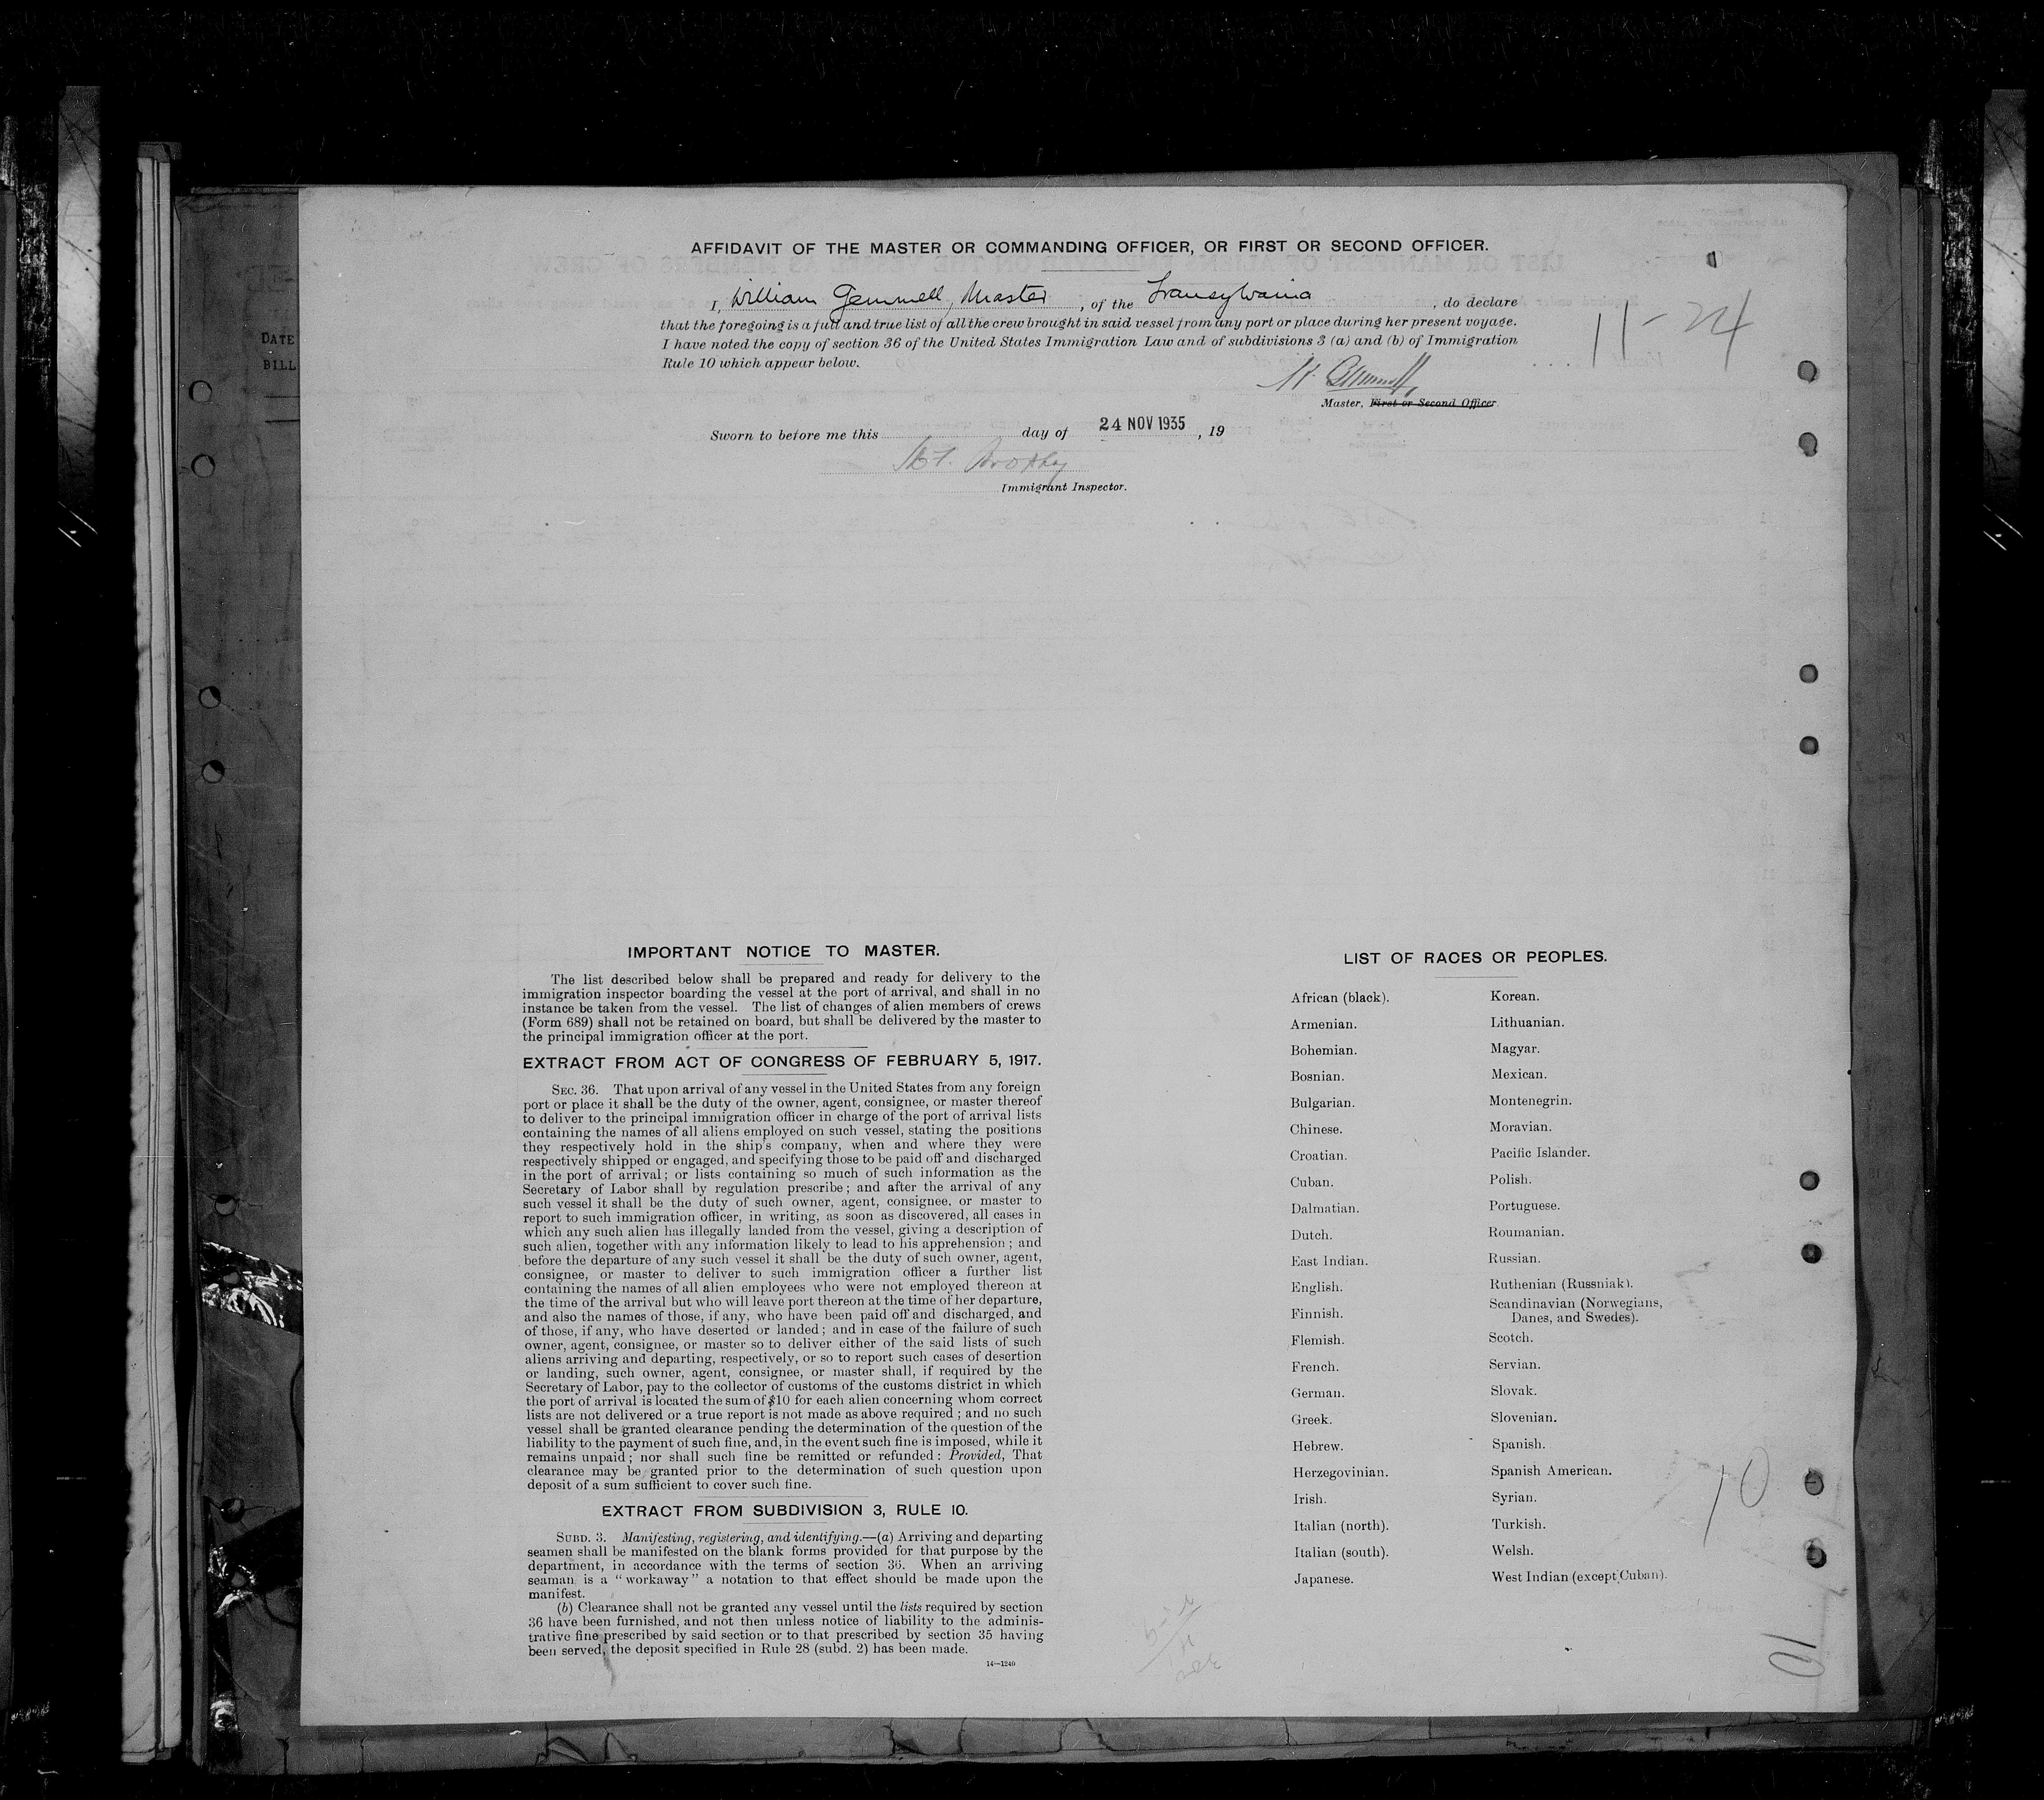 AFFIDAVIT OF THE MASTER OR COMMANDING OFFICER, OR FIRST OR SECOND OFFICER.
I, William Gemmell, Master, of the Transylvania, do declare
that the foregoing is a full and true list of all the crew brought in said vessel from any port or place during her present voyage.
I have noted the copy of section 36 of the United States Immigration Law and of subdivisions 3 (a) and (b) of Immigration
Rule 10 which appear below.
11-24
W. Gemmell
Master, First or Second Officer
Sworn to before me this day of 24 NOV 1935, 19
Immigrant Inspector.
DATE
BILL
IMPORTANT NOTICE TO MASTER.
The list described below shall be prepared and ready for delivery to the
immigration inspector boarding the vessel at the port of arrival, and shall in no
instance be taken from the vessel. The list of changes of alien members of crews
(Form 689) shall not be retained on board, but shall be delivered by the master to
the principal immigration officer at the port.
EXTRACT FROM ACT OF CONGRESS OF FEBRUARY 5, 1917.
SEC. 36. That upon arrival of any vessel in the United States from any foreign
port or place it shall be the duty of the owner, agent, consignee, or master thereof
to deliver to the principal immigration officer in charge of the port of arrival lists
containing the names of all aliens employed on such vessel, stating the positions
they respectively hold in the ship's company, when and where they were
respectively shipped or engaged, and specifying those to be paid off and discharged
in the port of arrival; or lists containing so much of such information as the
Secretary of Labor shall by regulation prescribe; and after the arrival of any
such vessel it shall be the duty of such owner, agent, consignee, or master to
report to such immigration officer, in writing, as soon as discovered, all cases in
which any such alien has illegally landed from the vessel, giving a description of
such alien, together with any information likely to lead to his apprehension; and
before the departure of any such vessel it shall be the duty of such owner, agent,
consignee, or master to deliver to such immigration officer a further list
containing the names of all alien employees who were not employed thereon at
the time of the arrival but who will leave port thereon at the time of her departure,
and also the names of those, if any, who have been paid off and discharged, and
of those, if any, who have deserted or landed; and in case of the failure of such
owner, agent, consignee, or master so to deliver either of the said lists of such
aliens arriving and departing, respectively, or so to report such cases of desertion
or landing, such owner, agent, consignee, or master shall, if required by the
Secretary of Labor, pay to the collector of customs of the customs district in which
the port of arrival is located the sum of $10 for each alien concerning whom correct
lists are not delivered or a true report is not made as above required; and no such
vessel shall be granted clearance pending the determination of the question of the
liability to the payment of such fine, and, in the event such fine is imposed, while it
remains unpaid; nor shall such fine be remitted or refunded: Provided, That
clearance may be granted prior to the determination of such question upon
deposit of a sum sufficient to cover such fine.
EXTRACT FROM SUBDIVISION 3, RULE 10.
SUBD. 3. Manifesting, registering, and identifying.—(a) Arriving and departing
seamen shall be manifested on the blank forms provided for that purpose by the
department, in accordance with the terms of section 36. When an arriving
seaman is a "workaway" a notation to that effect should be made upon the
manifest.
(b) Clearance shall not be granted any vessel until the lists required by section
36 have been furnished, and not then unless notice of liability to the adminis-
trative fine prescribed by said section or to that prescribed by section 35 having
been served, the deposit specified in Rule 28 (subd. 2) has been made.
14—1240
LIST OF RACES OR PEOPLES.
African (black).
Armenian.
Bohemian.
Bosnian.
Bulgarian.
Chinese.
Croatian.
Cuban.
Dalmatian.
Dutch.
East Indian.
English.
Finnish.
Flemish.
French.
German.
Greek.
Hebrew.
Herzegovinian.
Irish.
Italian (north).
Italian (south).
Japanese.
Korean.
Lithuanian.
Magyar.
Mexican.
Montenegrin.
Moravian.
Pacific Islander.
Polish.
Portuguese.
Roumanian.
Russian.
Ruthenian (Russniak).
Scandinavian (Norwegians,
Danes, and Swedes).
Scotch.
Servian.
Slovak.
Slovenian.
Spanish.
Spanish American.
Syrian.
Turkish.
Welsh.
West Indian (except Cuban).
10
10